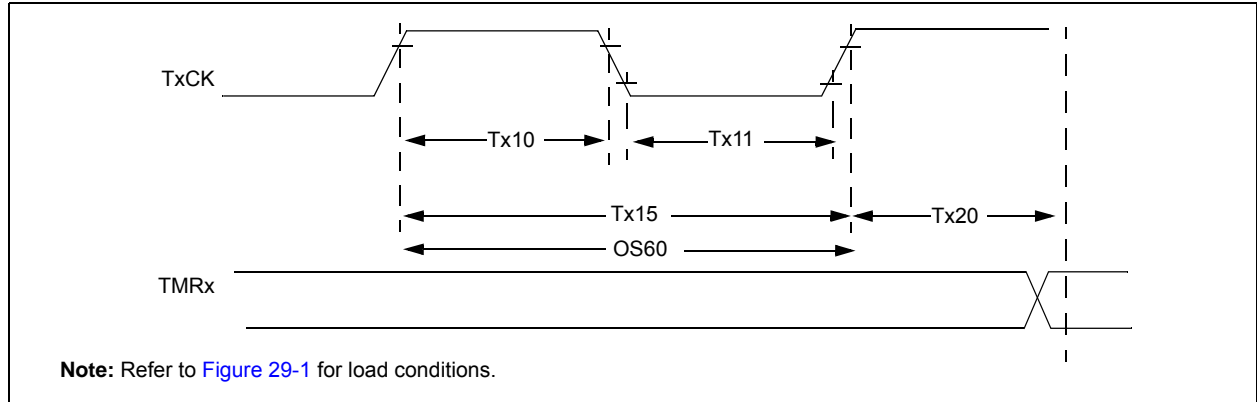 TxCK
Tx10
Tx11
Tx15
Tx20
OS60
TMRx
Note: Refer to Figure 29-1 for load conditions.